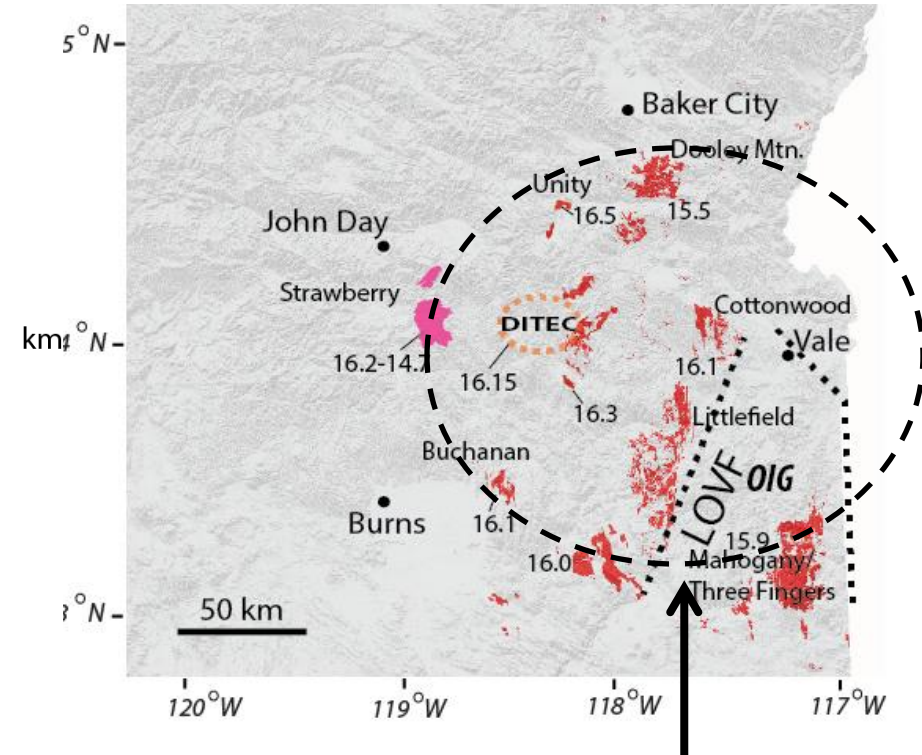 5°N
Baker City
Dooley Mtn.
Unity
16.5
15.5
John Day
Strawberry
Cottonwood
DITEC
km
4°N
Vale
16.2-14.7
16.1
16.15
16.3
Littlefield
Buchanan
LOVF
OIG
Burns
16.1
15.9
16.0
Mahogany/
Three Fingers
3°N
50 km
120°W
119°W
118°W
117°W